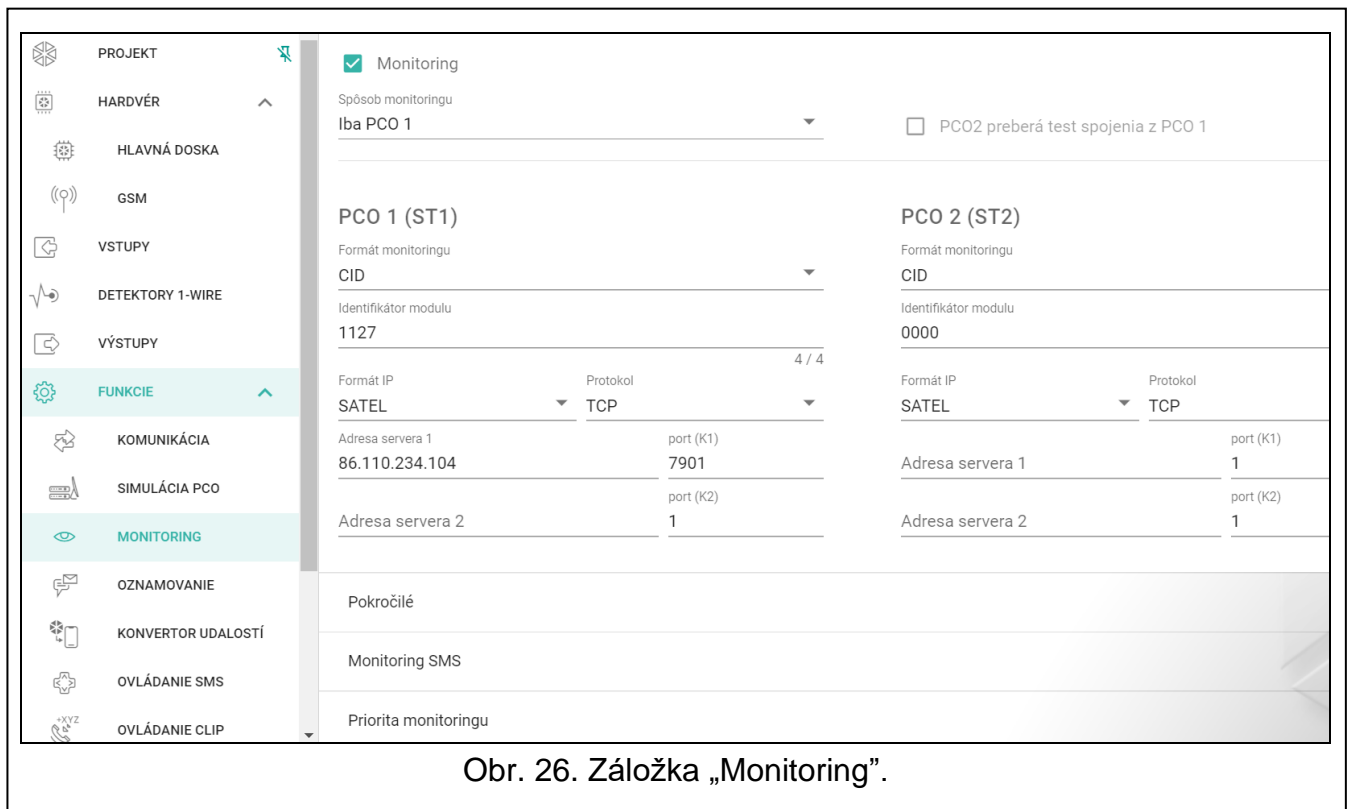 PROJEKT
HARDVÉR
HLAVNÁ DOSKA
GSM
VSTUPY
DETEKTORY 1-WIRE
VÝSTUPY
FUNKCIE
KOMUNIKÁCIA
SIMULÁCIA PCO
MONITORING
OZNAMOVANIE
KONVERTOR UDALOSTÍ
OVLÁDANIE SMS
+XYZ
OVLÁDANIE CLIP
Monitoring
Spôsob monitoringu
Iba PCO 1
PCO2 preberá test spojenia z PCO 1
PCO 1 (ST1)
Formát monitoringu
CID
Identifikátor modulu
1127
4 / 4
Formát IP Protokol
SATEL TCP
Adresa servera 1 port (K1)
86.110.234.104 7901
port (K2)
Adresa servera 2 1
PCO 2 (ST2)
Formát monitoringu
CID
Identifikátor modulu
0000
Formát IP Protokol
SATEL TCP
port (K1)
Adresa servera 1 1
port (K2)
Adresa servera 2 1
Pokročilé
Monitoring SMS
Priorita monitoringu
Obr. 26. Záložka „Monitoring”.